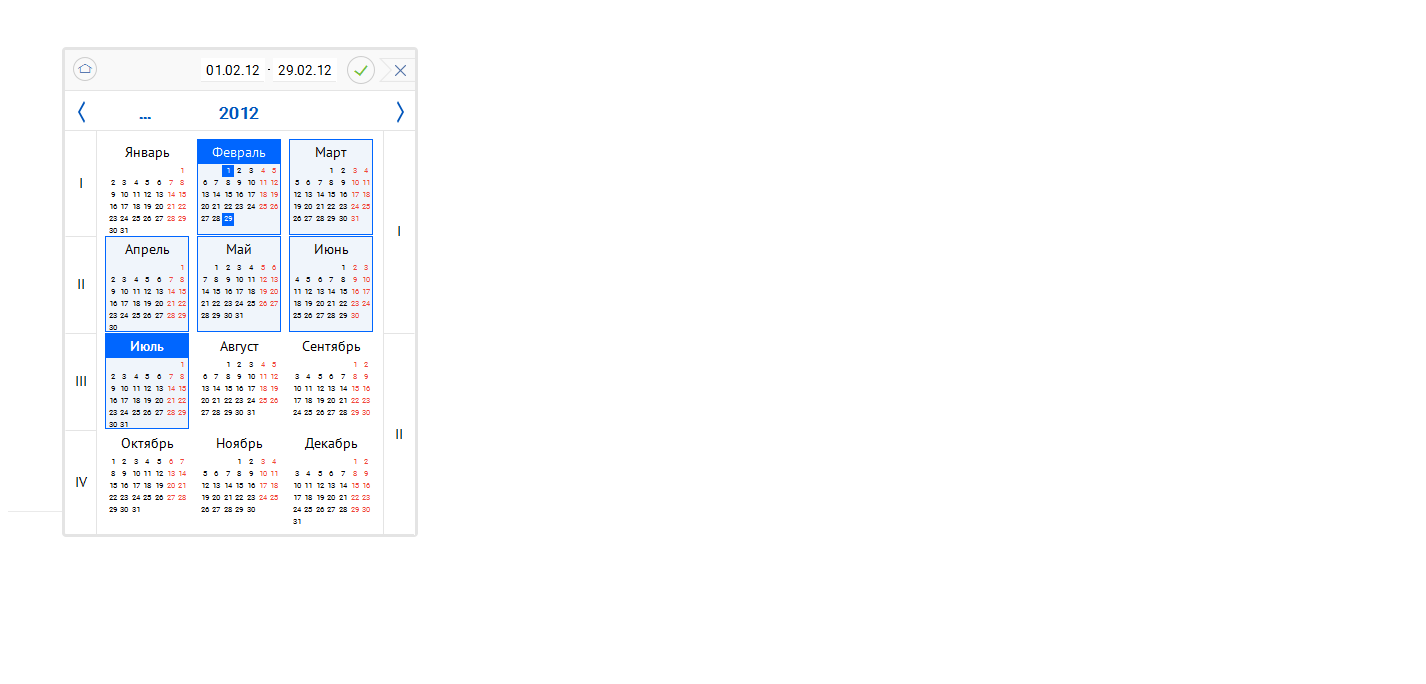 01.02.12 - 29.02.12
... 2012
Январь Февраль Март
1 1 2 3 4 5 1 2 3 4
I 2 3 4 5 6 7 8 6 7 8 9 10 11 12 5 6 7 8 9 10 11
9 10 11 12 13 14 15 13 14 15 16 17 18 19 12 13 14 15 16 17 18
16 17 18 19 20 21 22 20 21 22 23 24 25 26 19 20 21 22 23 24 25
23 24 25 26 27 28 29 27 28 29 26 27 28 29 30 31
30 31 I
Апрель Май Июнь
1 1 2 3 4 5 6 1 2 3
II 2 3 4 5 6 7 8 7 8 9 10 11 12 13 4 5 6 7 8 9 10
9 10 11 12 13 14 15 14 15 16 17 18 19 20 11 12 13 14 15 16 17
16 17 18 19 20 21 22 21 22 23 24 25 26 27 18 19 20 21 22 23 24
23 24 25 26 27 28 29 28 29 30 31 25 26 27 28 29 30
30
Июль Август Сентябрь
1 1 2 3 4 5 1 2
III 2 3 4 5 6 7 8 6 7 8 9 10 11 12 3 4 5 6 7 8 9
9 10 11 12 13 14 15 13 14 15 16 17 18 19 10 11 12 13 14 15 16
16 17 18 19 20 21 22 20 21 22 23 24 25 26 17 18 19 20 21 22 23
23 24 25 26 27 28 29 27 28 29 30 31 24 25 26 27 28 29 30
30 31 II
Октябрь Ноябрь Декабрь
1 2 3 4 5 6 7 1 2 3 4 1 2
8 9 10 11 12 13 14 5 6 7 8 9 10 11 3 4 5 6 7 8 9
IV 15 16 17 18 19 20 21 12 13 14 15 16 17 18 10 11 12 13 14 15 16
22 23 24 25 26 27 28 19 20 21 22 23 24 25 17 18 19 20 21 22 23
29 30 31 26 27 28 29 30 24 25 26 27 28 29 30
31